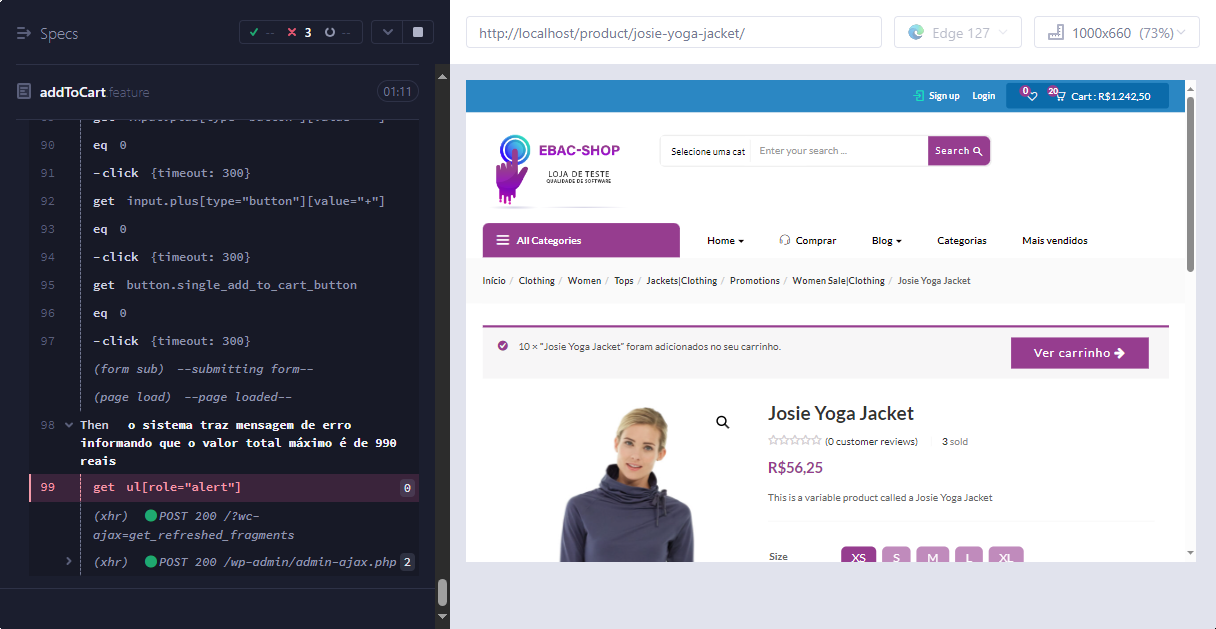 Specs
-- 3 --
addToCart.feature 01:11
90 eq 0
91 -click {timeout: 300}
92 get input.plus[type="button"][value="+"]
93 eq 0
94 -click {timeout: 300}
95 get button.single_add_to_cart_button
96 eq 0
97 -click {timeout: 300}
(form sub) --submitting form--
(page load) --page loaded--
98 Then o sistema traz mensagem de erro
informando que o valor total máximo é de 990
reais
99 get ul[role="alert"] 0
(xhr) POST 200 /?wc-
ajax=get_refreshed_fragments
(xhr) POST 200 /wp-admin/admin-ajax.php 2
http://localhost/product/josie-yoga-jacket/
Edge 127
1000x660 (73%)
Sign up Login 0 20 Cart : R$1.242,50
EBAC-SHOP
LOJA DE TESTE
QUALIDADE DE SOFTWARE
Selecione uma cat Enter your search ... Search
All Categories Home Comprar Blog Categorias Mais vendidos
Início / Clothing / Women / Tops / Jackets|Clothing / Promotions / Women Sale|Clothing / Josie Yoga Jacket
10 × "Josie Yoga Jacket" foram adicionados no seu carrinho.
Ver carrinho
Josie Yoga Jacket
(0 customer reviews) 3 sold
R$56,25
This is a variable product called a Josie Yoga Jacket
Size XS S M L XL